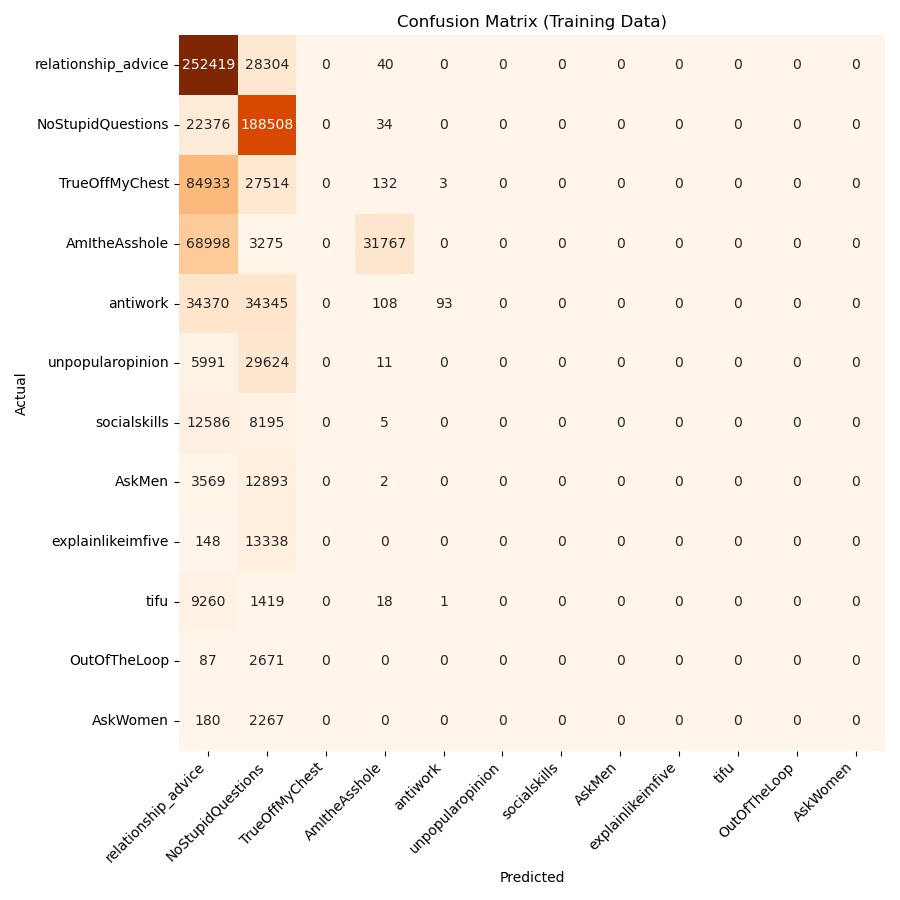 Confusion Matrix (Training Data)
relationship_advice 252419 28304 0 40 0 0 0 0 0 0 0 0
NoStupidQuestions 22376 188508 0 34 0 0 0 0 0 0 0 0
TrueOffMyChest 84933 27514 0 132 3 0 0 0 0 0 0 0
AmItheAsshole 68998 3275 0 31767 0 0 0 0 0 0 0 0
antiwork 34370 34345 0 108 93 0 0 0 0 0 0 0
unpopularopinion 5991 29624 0 11 0 0 0 0 0 0 0 0
socialskills 12586 8195 0 5 0 0 0 0 0 0 0 0
AskMen 3569 12893 0 2 0 0 0 0 0 0 0 0
explainlikeimfive 148 13338 0 0 0 0 0 0 0 0 0 0
tifu 9260 1419 0 18 1 0 0 0 0 0 0 0
OutOfTheLoop 87 2671 0 0 0 0 0 0 0 0 0 0
AskWomen 180 2267 0 0 0 0 0 0 0 0 0 0
Actual
relationship_advice NoStupidQuestions TrueOffMyChest AmItheAsshole antiwork unpopularopinion socialskills AskMen explainlikeimfive tifu OutOfTheLoop AskWomen
Predicted